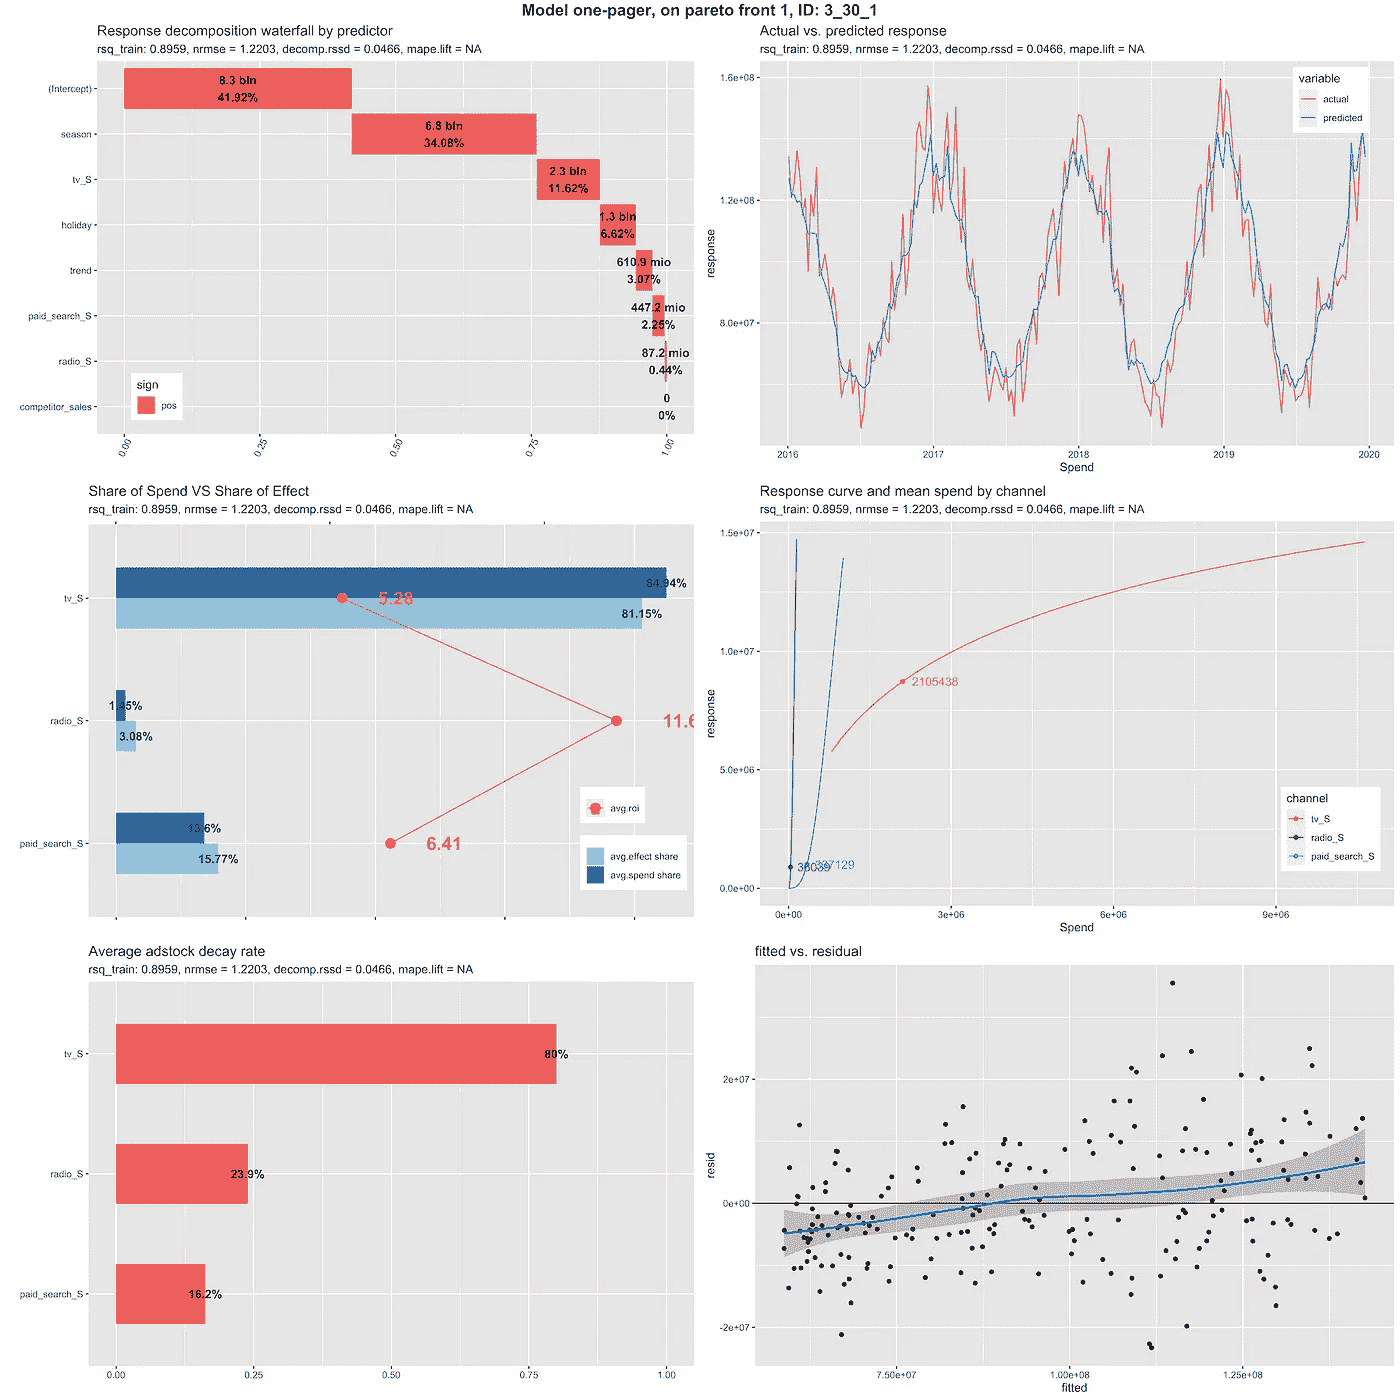 Model one-pager, on pareto front 1, ID: 3_30_1
Response decomposition waterfall by predictor
rsq_train: 0.8959, nrmse = 1.2203, decomp.rssd = 0.0466, mape.lift = NA
(Intercept)
8.3 bln
41.92%
season
6.8 bln
34.08%
tv_S
2.3 bln
11.62%
holiday
1.3 bln
6.62%
trend
610.9 mio
3.07%
paid_search_S
447.2 mio
2.25%
radio_S
87.2 mio
0.44%
competitor_sales
0
0%
sign
pos
0.00
0.25
0.50
0.75
1.00
Actual vs. predicted response
rsq_train: 0.8959, nrmse = 1.2203, decomp.rssd = 0.0466, mape.lift = NA
response
1.6e+08
1.2e+08
8.0e+07
variable
actual
predicted
2016
2017
2018
2019
2020
Spend
Share of Spend VS Share of Effect
rsq_train: 0.8959, nrmse = 1.2203, decomp.rssd = 0.0466, mape.lift = NA
tv_S
84.94%
5.28
81.15%
radio_S
1.45%
11.6
3.08%
paid_search_S
13.6%
6.41
15.77%
avg.roi
avg.effect share
avg.spend share
Response curve and mean spend by channel
rsq_train: 0.8959, nrmse = 1.2203, decomp.rssd = 0.0466, mape.lift = NA
response
1.5e+07
1.0e+07
5.0e+06
0.0e+00
2105438
channel
tv_S
radio_S
paid_search_S
0e+00
3e+06
6e+06
9e+06
Spend
Average adstock decay rate
rsq_train: 0.8959, nrmse = 1.2203, decomp.rssd = 0.0466, mape.lift = NA
tv_S
80%
radio_S
23.9%
paid_search_S
16.2%
0.00
0.25
0.50
0.75
1.00
fitted vs. residual
resid
2e+07
0e+00
-2e+07
7.50e+07
1.00e+08
1.25e+08
fitted